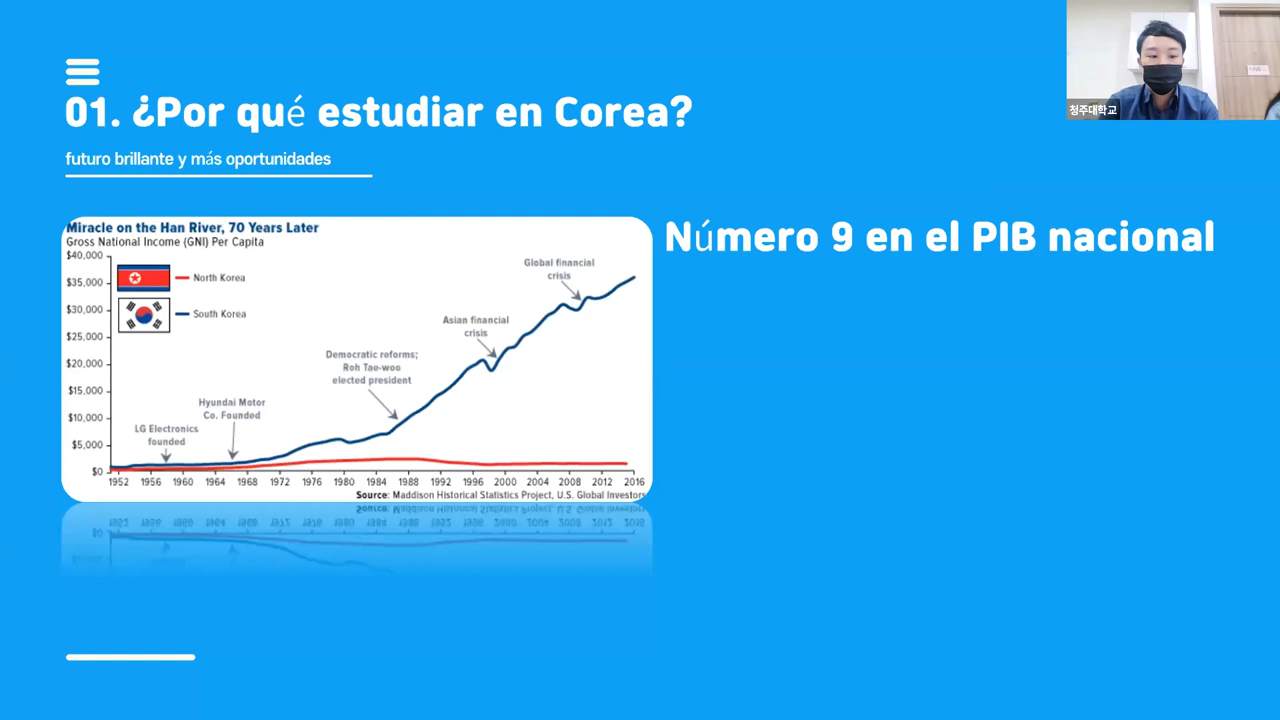 01. ¿Por qué estudiar en Corea?
futuro brillante y más oportunidades
청주대학교
Número 9 en el PIB nacional
Miracle on the Han River, 70 Years Later
Gross National Income (GNI) Per Capita
$40,000
$35,000
$30,000
$25,000
$20,000
$15,000
$10,000
$5,000
$0
North Korea
South Korea
LG Electronics
founded
Hyundai Motor
Co. Founded
Democratic reforms;
Roh Tae-woo
elected president
Asian financial
crisis
Global financial
crisis
1952 1956 1960 1964 1968 1972 1976 1980 1984 1988 1992 1996 2000 2004 2008 2012 2016
Source: Maddison Historical Statistics Project, U.S. Global Investors